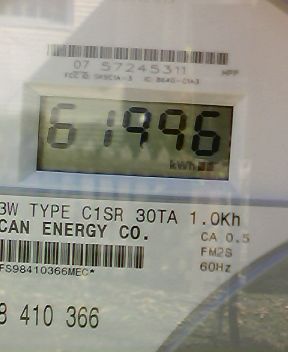 07 57245311 MPP
61996
kWh
3W TYPE C1SR 30TA 1.0Kh
CAN ENERGY CO.
CA 0.5
FM2S
FS98410366MEC*
60Hz
8 410 366